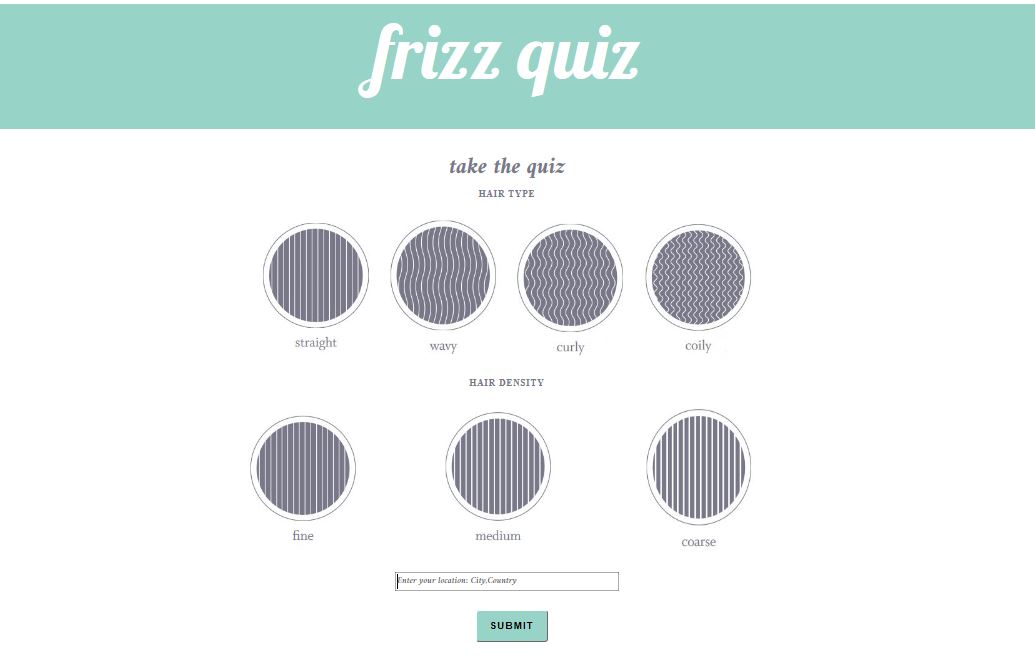 frizz quiz
take the quiz
HAIR TYPE
straight wavy curly coily
HAIR DENSITY
fine medium coarse
Enter your location: City,Country
SUBMIT